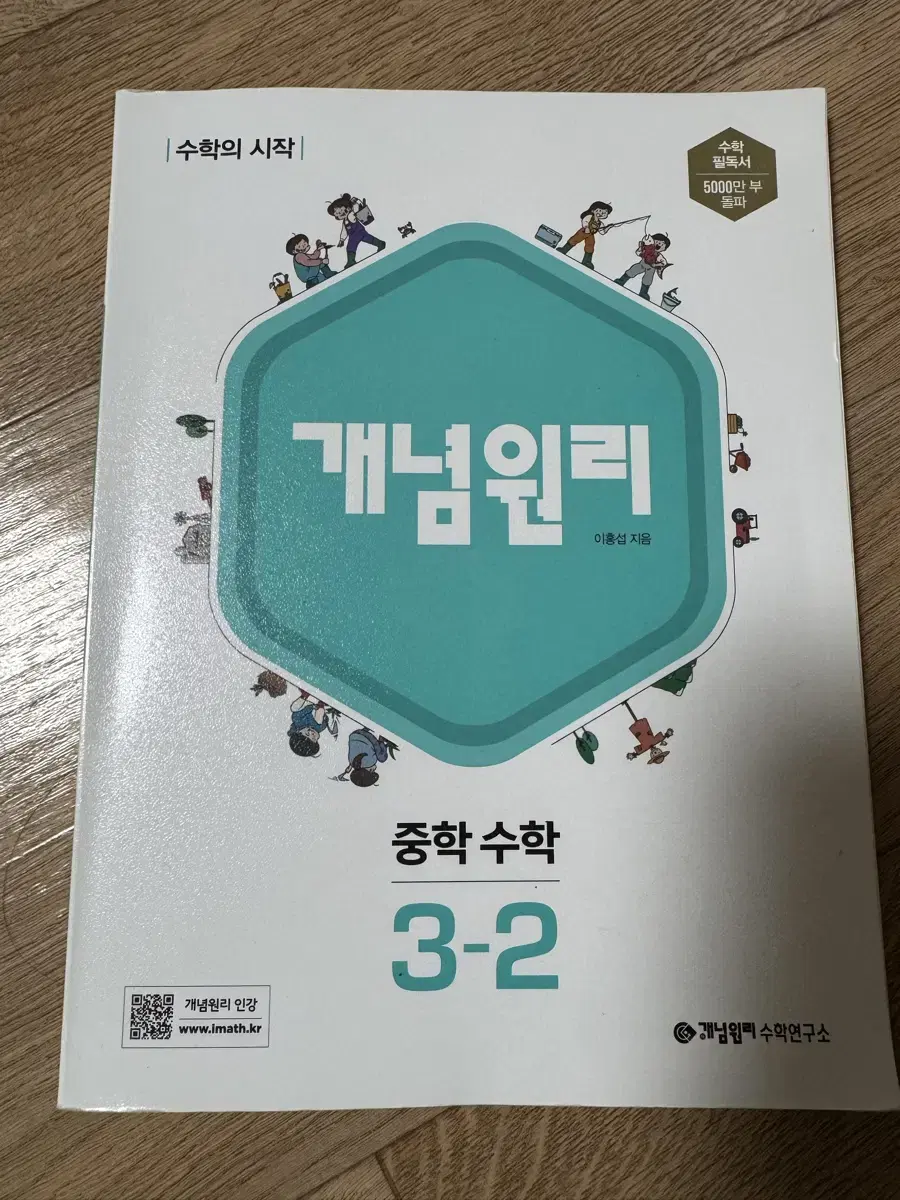 수학의 시작
수학
필독서
5000만 부
돌파
개념원리
이홍섭 지음
중학 수학
3-2
개념원리 인강
www.imath.kr
개념원리 수학연구소